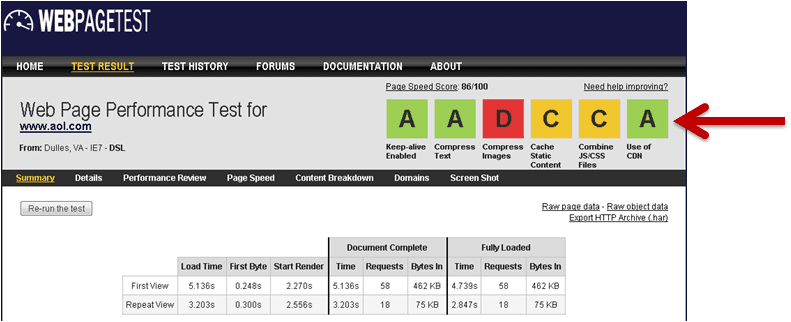 WEBPAGETEST
HOME TEST RESULT TEST HISTORY FORUMS DOCUMENTATION ABOUT
Page Speed Score: 86/100 Need help improving?
Web Page Performance Test for
www.aol.com
From: Dulles, VA - IE7 - DSL
A A D C C A
Keep-alive Enabled Compress Text Compress Images Cache Static Content Combine JS/CSS Files Use of CDN
Summary Details Performance Review Page Speed Content Breakdown Domains Screen Shot
Re-run the test
Raw page data - Raw object data
Export HTTP Archive (.har)
Document Complete Fully Loaded
Load Time First Byte Start Render Time Requests Bytes In Time Requests Bytes In
First View 5.136s 0.248s 2.270s 5.136s 58 462 KB 4.739s 58 462 KB
Repeat View 3.203s 0.300s 2.556s 3.203s 18 75 KB 2.847s 18 75 KB